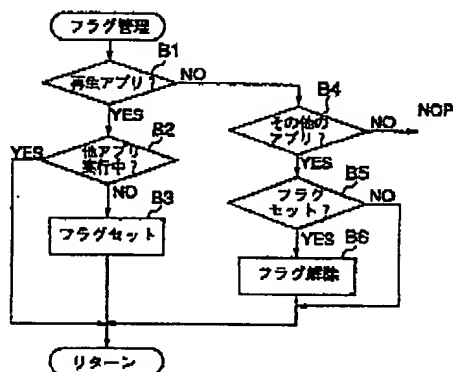 フラグ管理
B1
再生アプリ?
NO
YES
B2
YES
他アプリ
実行中?
NO
B3
フラグセット
B4
その他の
アプリ?
NO
NOP
YES
B5
フラグ
セット?
NO
YES
B6
フラグ解除
リターン